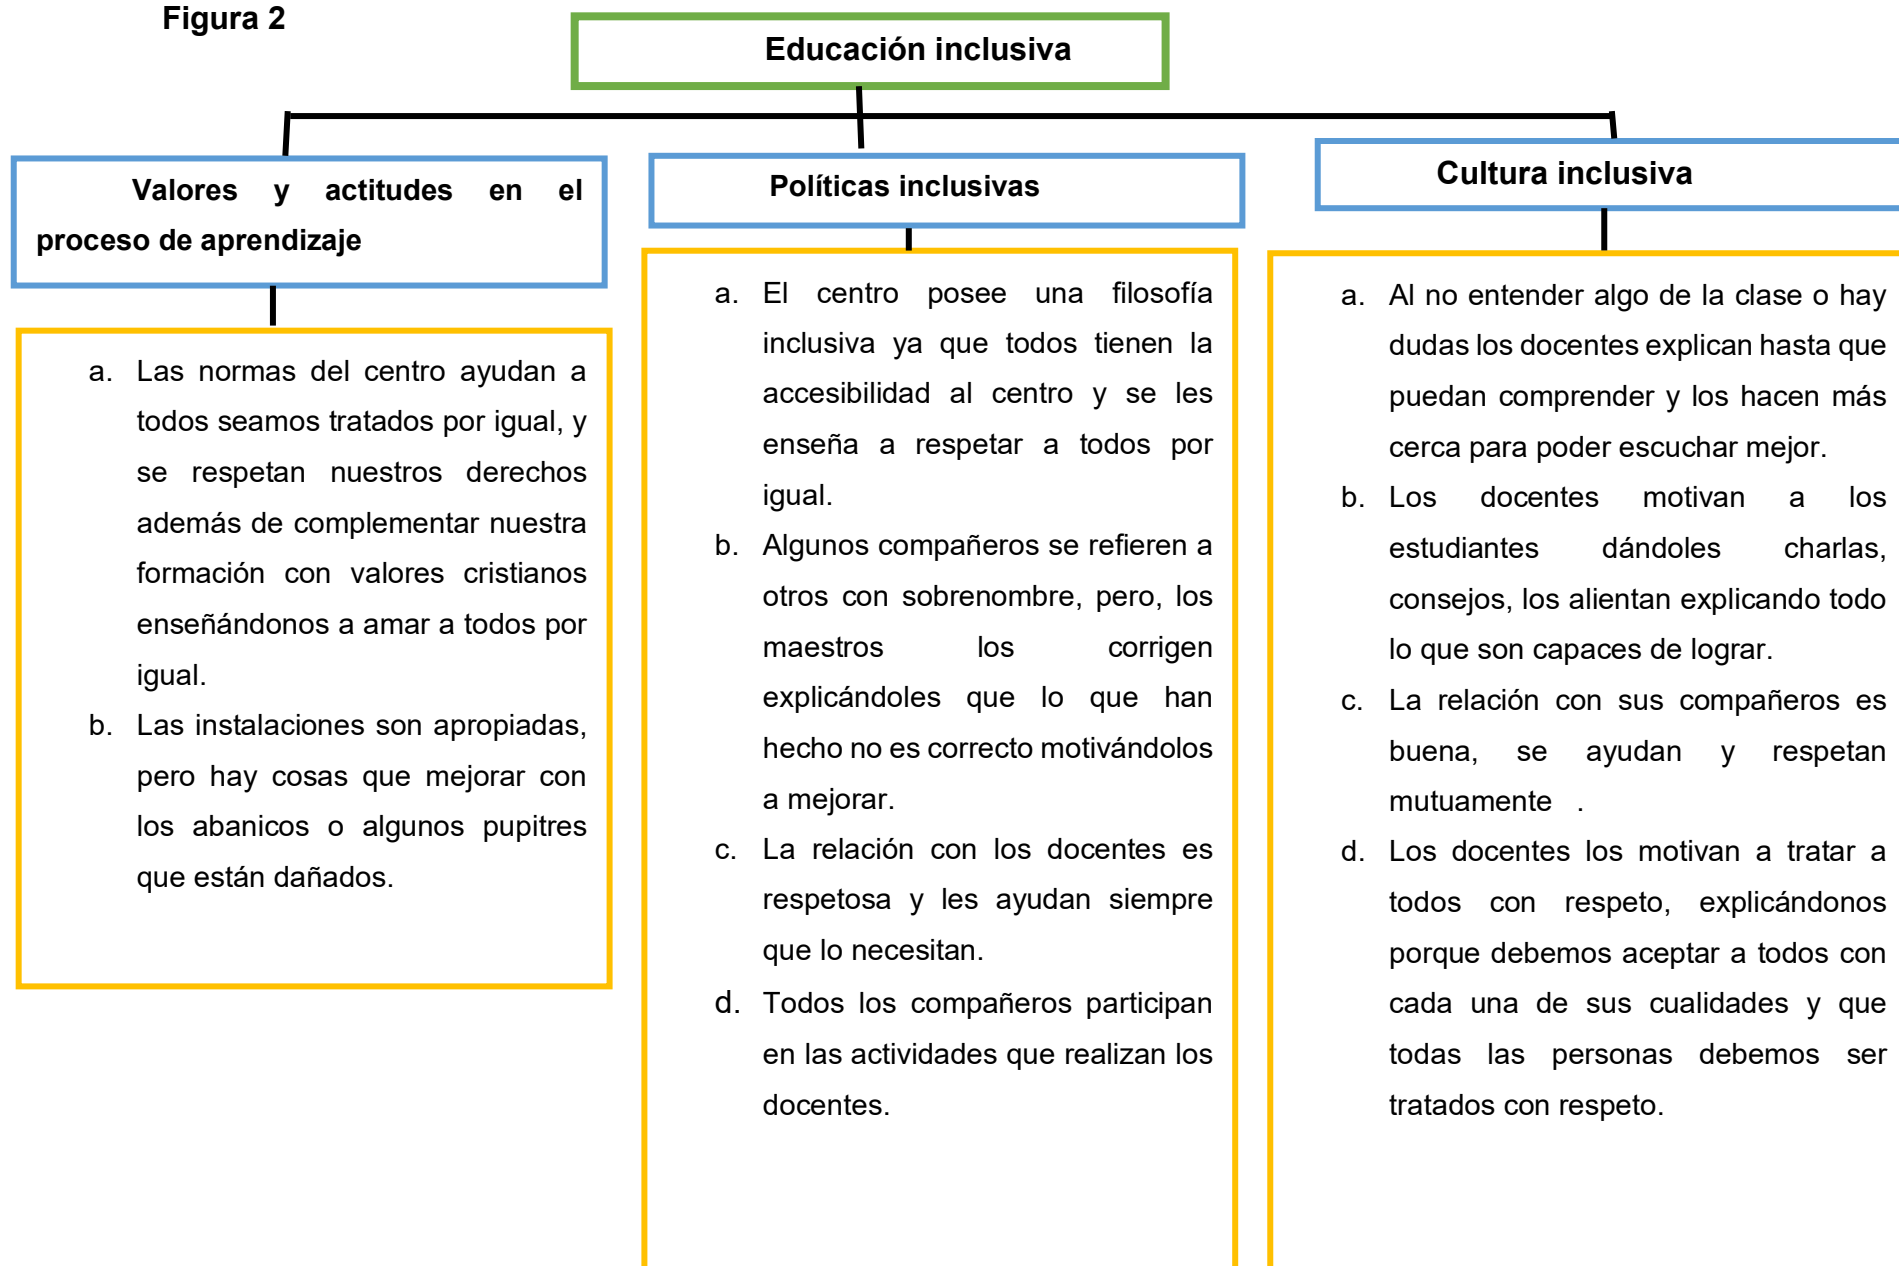 Figura 2
Educación inclusiva
Valores y actitudes en el
proceso de aprendizaje
a. Las normas del centro ayudan a
todos seamos tratados por igual, y
se respetan nuestros derechos
además de complementar nuestra
formación con valores cristianos
enseñándonos a amar a todos por
igual.
b. Las instalaciones son apropiadas,
pero hay cosas que mejorar con
los abanicos o algunos pupitres
que están dañados.
Políticas inclusivas
a. El centro posee una filosofía
inclusiva ya que todos tienen la
accesibilidad al centro y se les
enseña a respetar a todos por
igual.
b. Algunos compañeros se refieren a
otros con sobrenombre, pero, los
maestros los corrigen
explicándoles que lo que han
hecho no es correcto motivándolos
a mejorar.
c. La relación con los docentes es
respetosa y les ayudan siempre
que lo necesitan.
d. Todos los compañeros participan
en las actividades que realizan los
docentes.
Cultura inclusiva
a. Al no entender algo de la clase o hay
dudas los docentes explican hasta que
puedan comprender y los hacen más
cerca para poder escuchar mejor.
b. Los docentes motivan a los
estudiantes dándoles charlas,
consejos, los alientan explicando todo
lo que son capaces de lograr.
c. La relación con sus compañeros es
buena, se ayudan y respetan
mutuamente .
d. Los docentes los motivan a tratar a
todos con respeto, explicándonos
porque debemos aceptar a todos con
cada una de sus cualidades y que
todas las personas debemos ser
tratados con respeto.